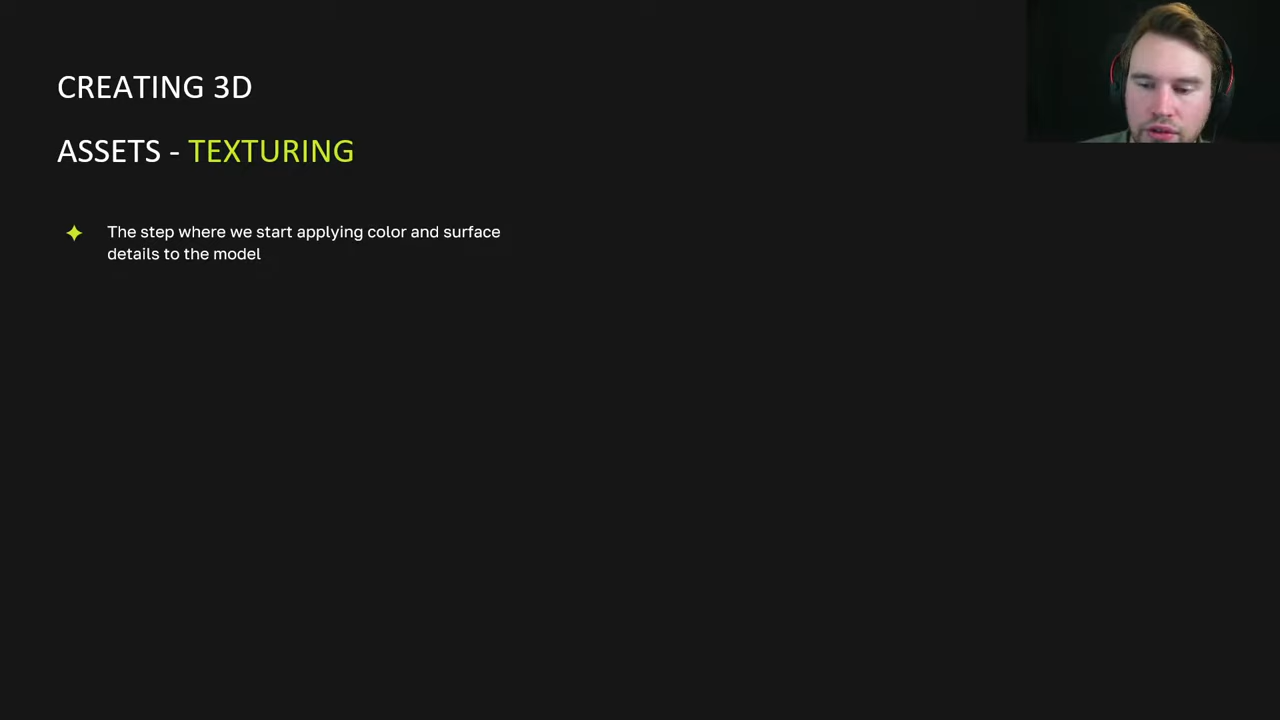 CREATING 3D
ASSETS - TEXTURING
The step where we start applying color and surface
details to the model